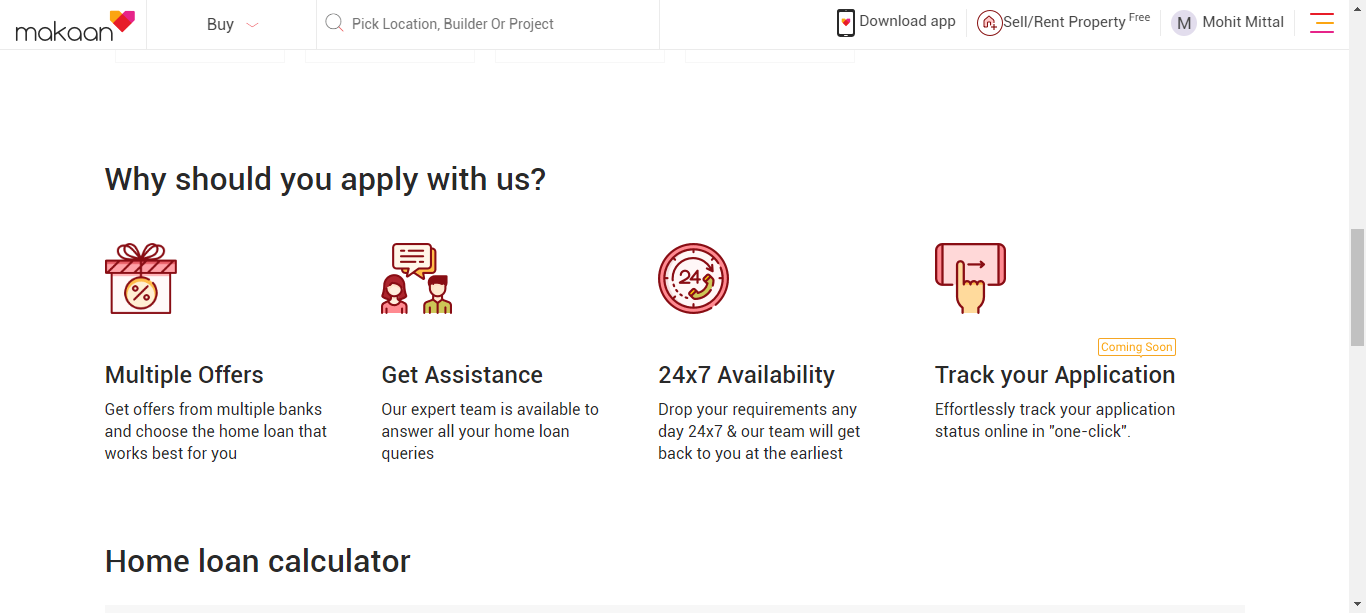 makaan
Buy
Pick Location, Builder Or Project
Download app
Sell/Rent Property Free
M
Mohit Mittal
Why should you apply with us?
%
24
Coming Soon
Multiple Offers
Get Assistance
24x7 Availability
Track your Application
Get offers from multiple banks
and choose the home loan that
works best for you
Our expert team is available to
answer all your home loan
queries
Drop your requirements any
day 24x7 & our team will get
back to you at the earliest
Effortlessly track your application
status online in "one-click".
Home loan calculator